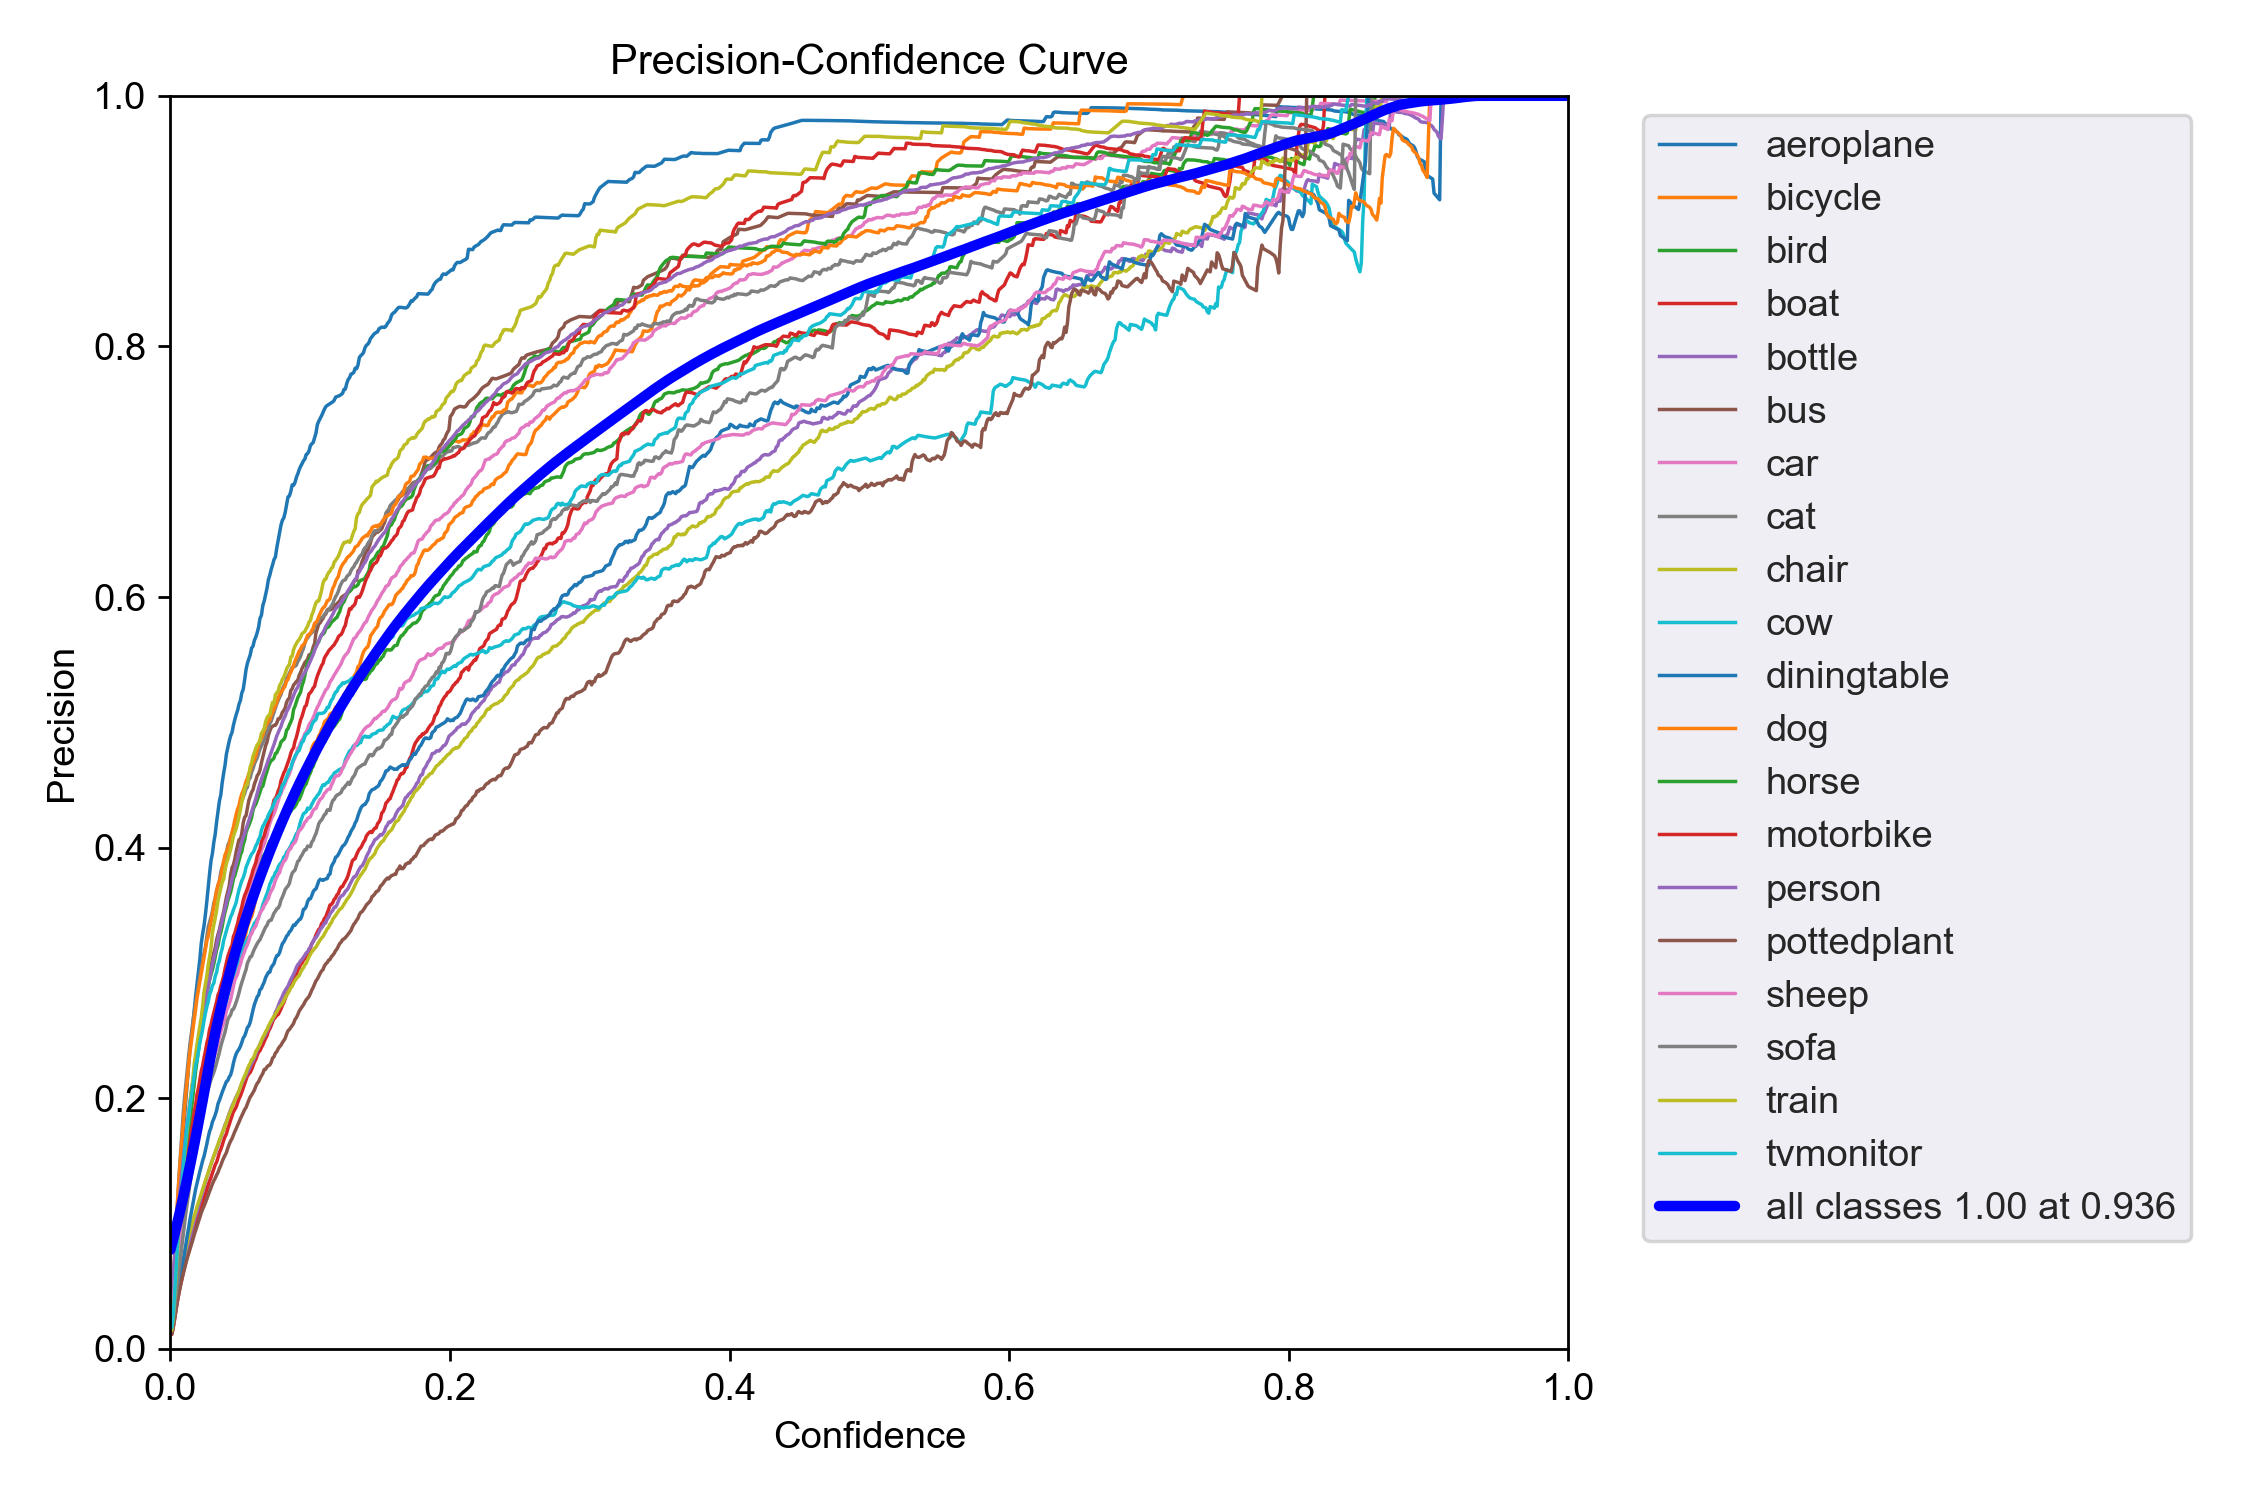 Precision-Confidence Curve
1.0
0.8
0.6
0.4
0.2
0.0
Precision
0.0 0.2 0.4 0.6 0.8 1.0
Confidence
aeroplane
bicycle
bird
boat
bottle
bus
car
cat
chair
cow
diningtable
dog
horse
motorbike
person
pottedplant
sheep
sofa
train
tvmonitor
all classes 1.00 at 0.936